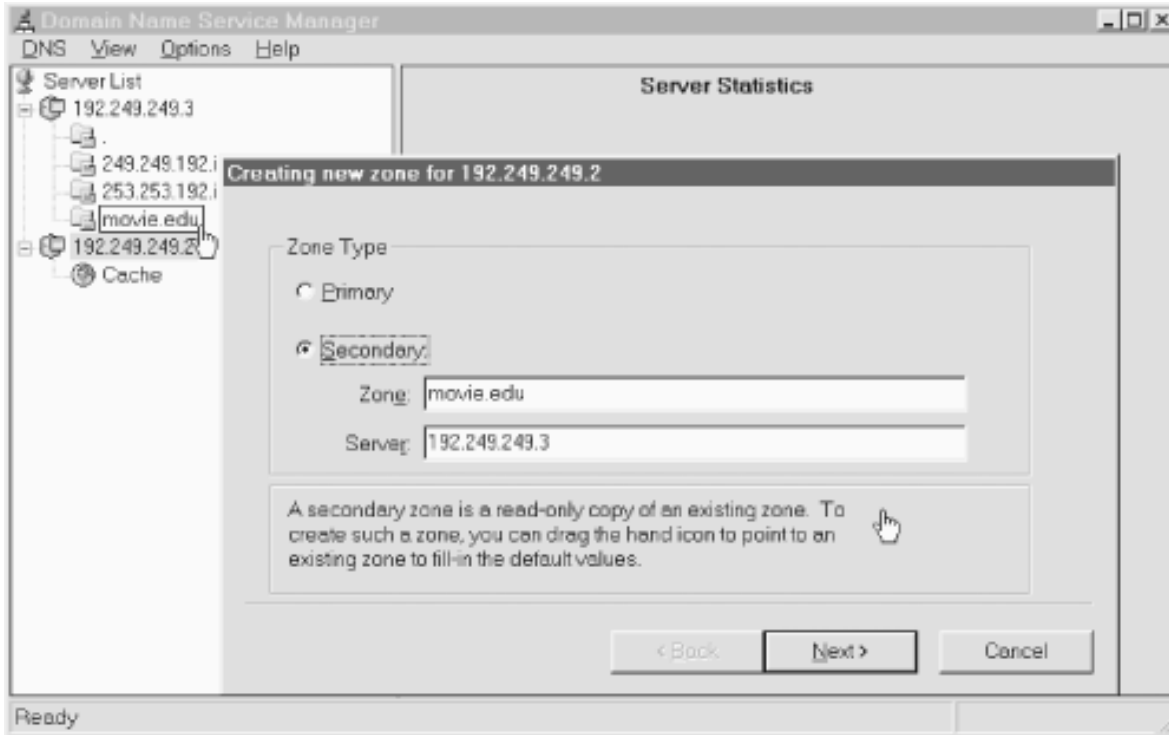 Domain Name Service Manager
DNS View Options Help
Server List
192.249.249.3
.
249.249.192.i
253.253.192.i
movie.edu
192.249.249.2
Cache
Server Statistics
Creating new zone for 192.249.249.2
Zone Type
Primary
Secondary:
Zone: movie.edu
Server: 192.249.249.3
A secondary zone is a read-only copy of an existing zone. To
create such a zone, you can drag the hand icon to point to an
existing zone to fill-in the default values.
< Back Next > Cancel
Ready